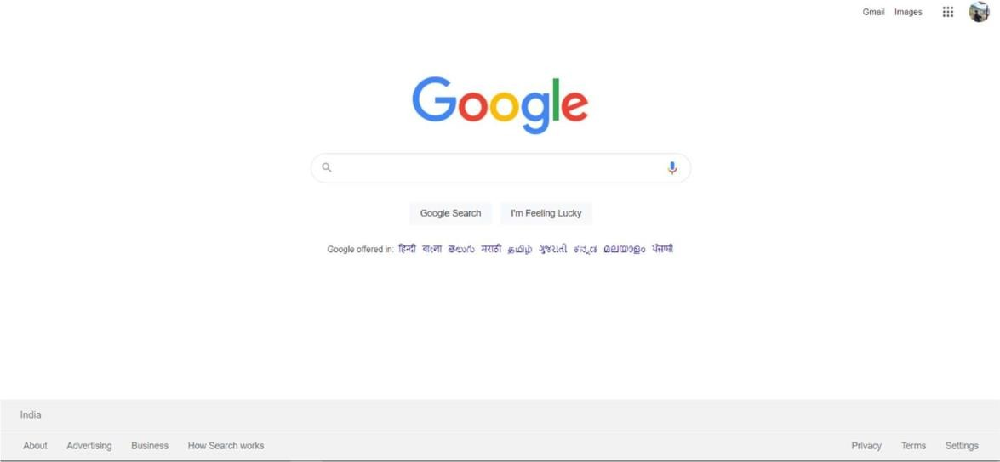 Gmail Images
Google
Google Search I'm Feeling Lucky
Google offered in: हिन्दी বাংলা తెలుగు मराठी தமிழ் ગુજરાતી ಕನ್ನಡ മലയാളം ਪੰਜਾਬੀ
India
About Advertising Business How Search works Privacy Terms Settings